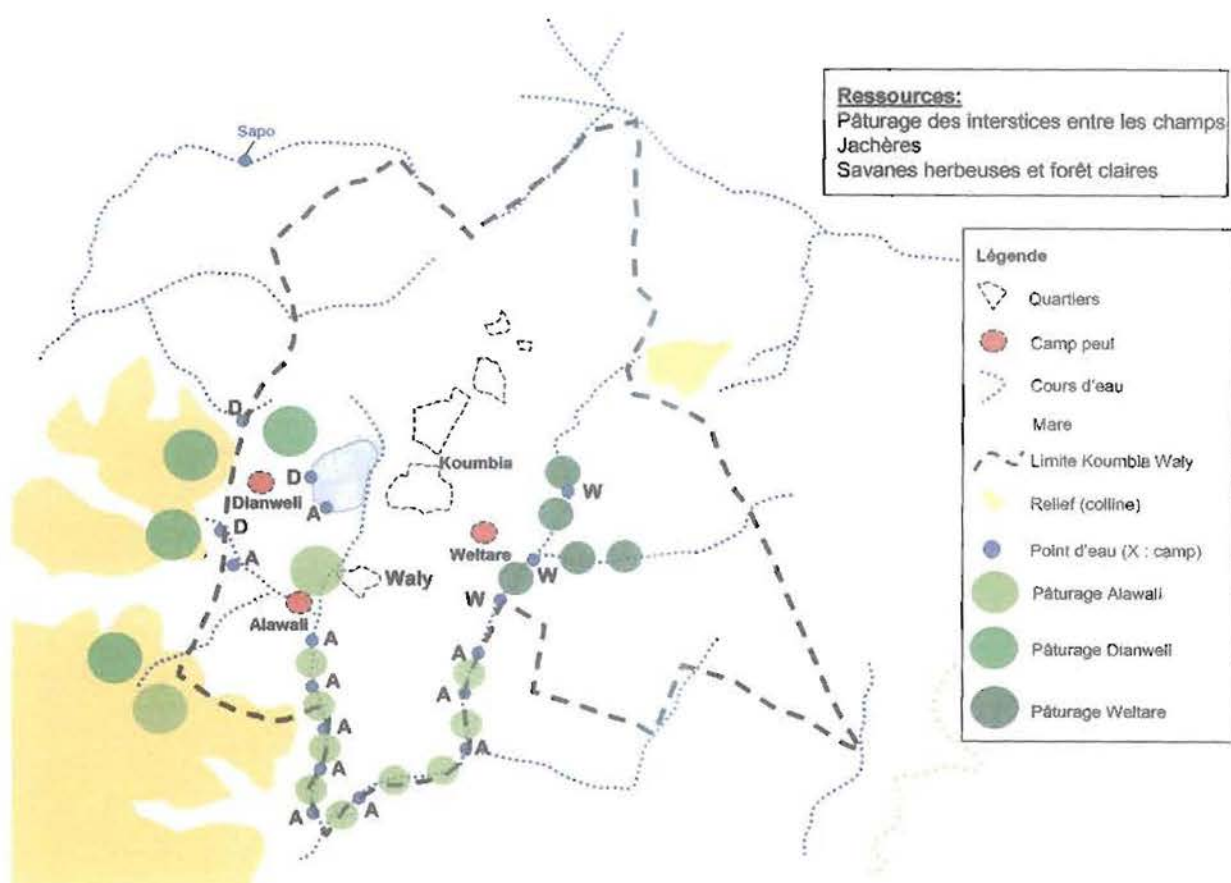 Ressources:
Pâturage des interstices entre les champs
Jachères
Savanes herbeuses et forêt claires
Sapo
Légende
Quartiers
Camp peul
Cours d'eau
Mare
Limite Koumbia Waly
Relief (colline)
Point d'eau (X : camp)
Pâturage Alawali
Pâturage Dianweli
Pâturage Weltare
D
Koumbia
D
Dianweli
A
W
D
Weltare
A
W
Waly
W
Alawali
A
A
A
A
A
A
A
A
A